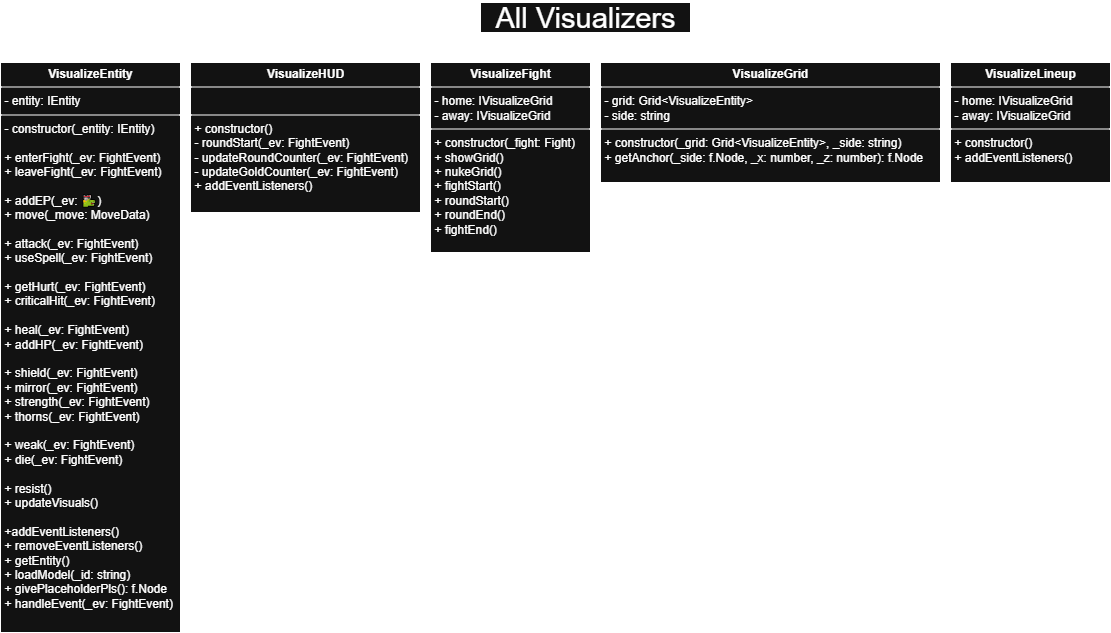 All Visualizers
VisualizeEntity
- entity: IEntity
- constructor(_entity: IEntity)
+ enterFight(_ev: FightEvent)
+ leaveFight(_ev: FightEvent)
+ addEP(_ev: 💐)
+ move(_move: MoveData)
+ attack(_ev: FightEvent)
+ useSpell(_ev: FightEvent)
+ getHurt(_ev: FightEvent)
+ criticalHit(_ev: FightEvent)
+ heal(_ev: FightEvent)
+ addHP(_ev: FightEvent)
+ shield(_ev: FightEvent)
+ mirror(_ev: FightEvent)
+ strength(_ev: FightEvent)
+ thorns(_ev: FightEvent)
+ weak(_ev: FightEvent)
+ die(_ev: FightEvent)
+ resist()
+ updateVisuals()
+addEventListeners()
+ removeEventListeners()
+ getEntity()
+ loadModel(_id: string)
+ givePlaceholderPls(): f.Node
+ handleEvent(_ev: FightEvent)
VisualizeHUD
+ constructor()
- roundStart(_ev: FightEvent)
- updateRoundCounter(_ev: FightEvent)
- updateGoldCounter(_ev: FightEvent)
+ addEventListeners()
VisualizeFight
- home: IVisualizeGrid
- away: IVisualizeGrid
+ constructor(_fight: Fight)
+ showGrid()
+ nukeGrid()
+ fightStart()
+ roundStart()
+ roundEnd()
+ fightEnd()
VisualizeGrid
- grid: Grid<VisualizeEntity>
- side: string
+ constructor(_grid: Grid<VisualizeEntity>, _side: string)
+ getAnchor(_side: f.Node, _x: number, _z: number): f.Node
VisualizeLineup
- home: IVisualizeGrid
- away: IVisualizeGrid
+ constructor()
+ addEventListeners()